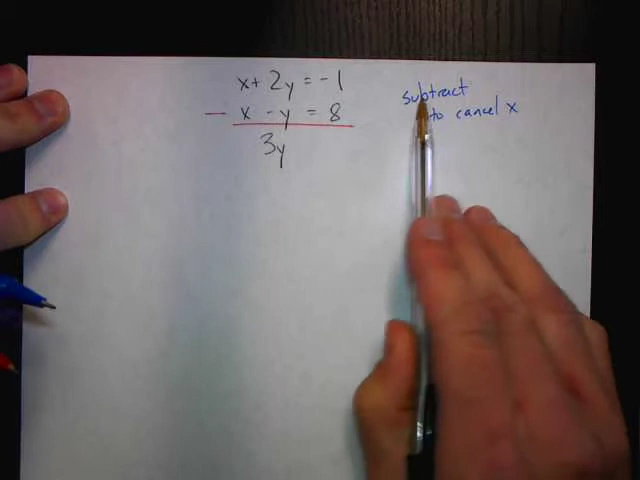 x + 2y = -1
subtract
- x - y = 8
to cancel x
3y